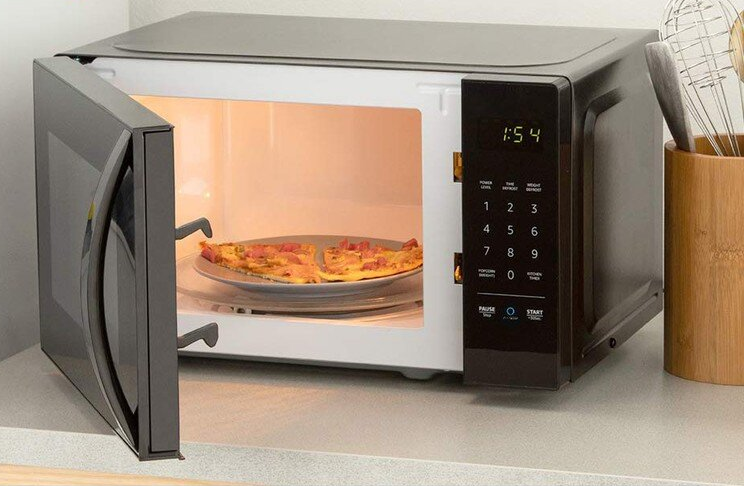 1:54
POWER LEVEL TIME DEFROST WEIGHT DEFROST
1 2 3
4 5 6
7 8 9
POPCORN 0 KITCHEN TIMER
PAUSE START